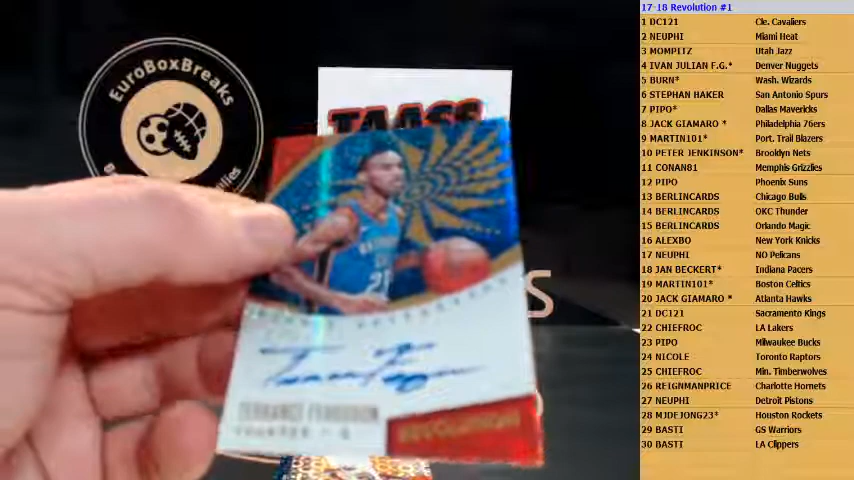 EuroBoxBreaks
TAASS
21
TERRANCE FERGUSON
THUNDER - G
REVOLUTION
17-18 Revolution #1
1 DC121 Cle. Cavaliers
2 NEUPHI Miami Heat
3 MOMPITZ Utah Jazz
4 IVAN JULIAN F.G.* Denver Nuggets
5 BURN* Wash. Wizards
6 STEPHAN HAKER San Antonio Spurs
7 PIPO* Dallas Mavericks
8 JACK GIAMARO * Philadelphia 76ers
9 MARTIN101* Port. Trail Blazers
10 PETER JENKINSON* Brooklyn Nets
11 CONAN81 Memphis Grizzlies
12 PIPO Phoenix Suns
13 BERLINCARDS Chicago Bulls
14 BERLINCARDS OKC Thunder
15 BERLINCARDS Orlando Magic
16 ALEXBO New York Knicks
17 NEUPHI NO Pelicans
18 JAN BECKERT* Indiana Pacers
19 MARTIN101* Boston Celtics
20 JACK GIAMARO * Atlanta Hawks
21 DC121 Sacramento Kings
22 CHIEFROC LA Lakers
23 PIPO Milwaukee Bucks
24 NICOLE Toronto Raptors
25 CHIEFROC Min. Timberwolves
26 REIGNMANPRICE Charlotte Hornets
27 NEUPHI Detroit Pistons
28 MJDEJONG23* Houston Rockets
29 BASTI GS Warriors
30 BASTI LA Clippers